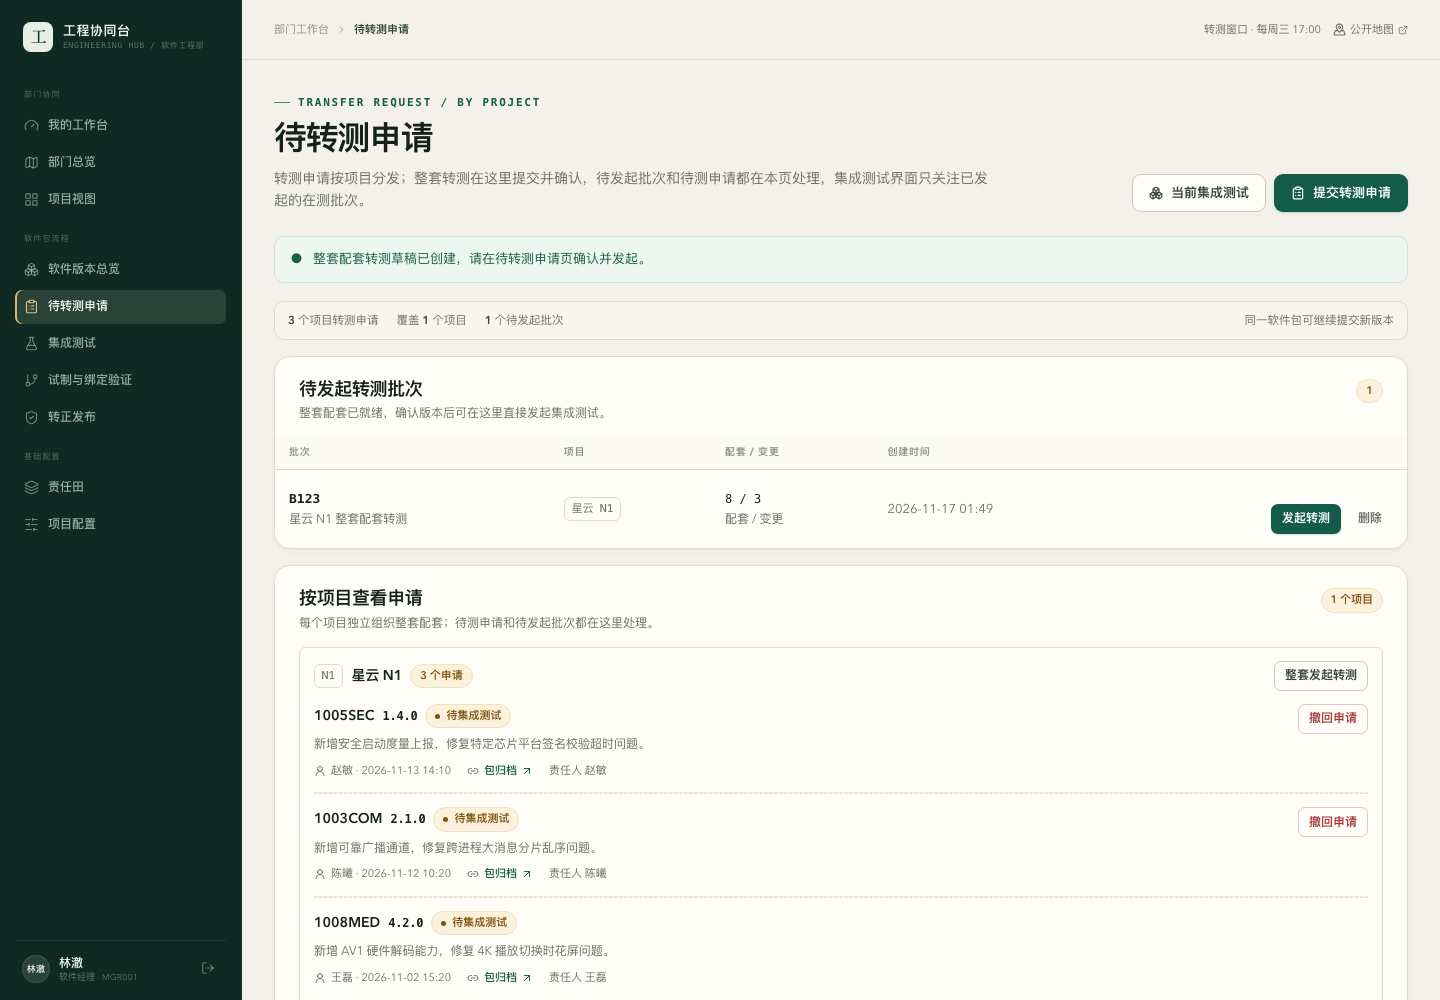 工
工程协同台
ENGINEERING HUB / 软件工程部
部门协同
我的工作台
部门总览
项目视图
软件包流程
软件版本总览
待转测申请
集成测试
试制与绑定验证
转正发布
基础配置
责任田
项目配置
林澈
林澈
软件经理 · MGR001
部门工作台 > 待转测申请
转测窗口 · 每周三 17:00 公开地图
TRANSFER REQUEST / BY PROJECT
待转测申请
转测申请按项目分发；整套转测在这里提交并确认，待发起批次和待测申请都在本页处理，集成测试界面只关注已发
起的在测批次。
当前集成测试
提交转测申请
整套配套转测草稿已创建，请在待转测申请页确认并发起。
3 个项目转测申请 覆盖 1 个项目 1 个待发起批次 同一软件包可继续提交新版本
待发起转测批次
1
整套配套已就绪，确认版本后可在这里直接发起集成测试。
批次 项目 配套 / 变更 创建时间
B123
星云 N1 整套配套转测
星云 N1
8 / 3
配套 / 变更
2026-11-17 01:49
发起转测 删除
按项目查看申请
1 个项目
每个项目独立组织整套配套；待测申请和待发起批次都在这里处理。
N1 星云 N1 3 个申请 整套发起转测
1005SEC 1.4.0 待集成测试 撤回申请
新增安全启动度量上报，修复特定芯片平台签名校验超时问题。
赵敏 · 2026-11-13 14:10 包归档 责任人 赵敏
1003COM 2.1.0 待集成测试 撤回申请
新增可靠广播通道，修复跨进程大消息分片乱序问题。
陈曦 · 2026-11-12 10:20 包归档 责任人 陈曦
1008MED 4.2.0 待集成测试
新增 AV1 硬件解码能力，修复 4K 播放切换时花屏问题。
王磊 · 2026-11-02 15:20 包归档 责任人 王磊